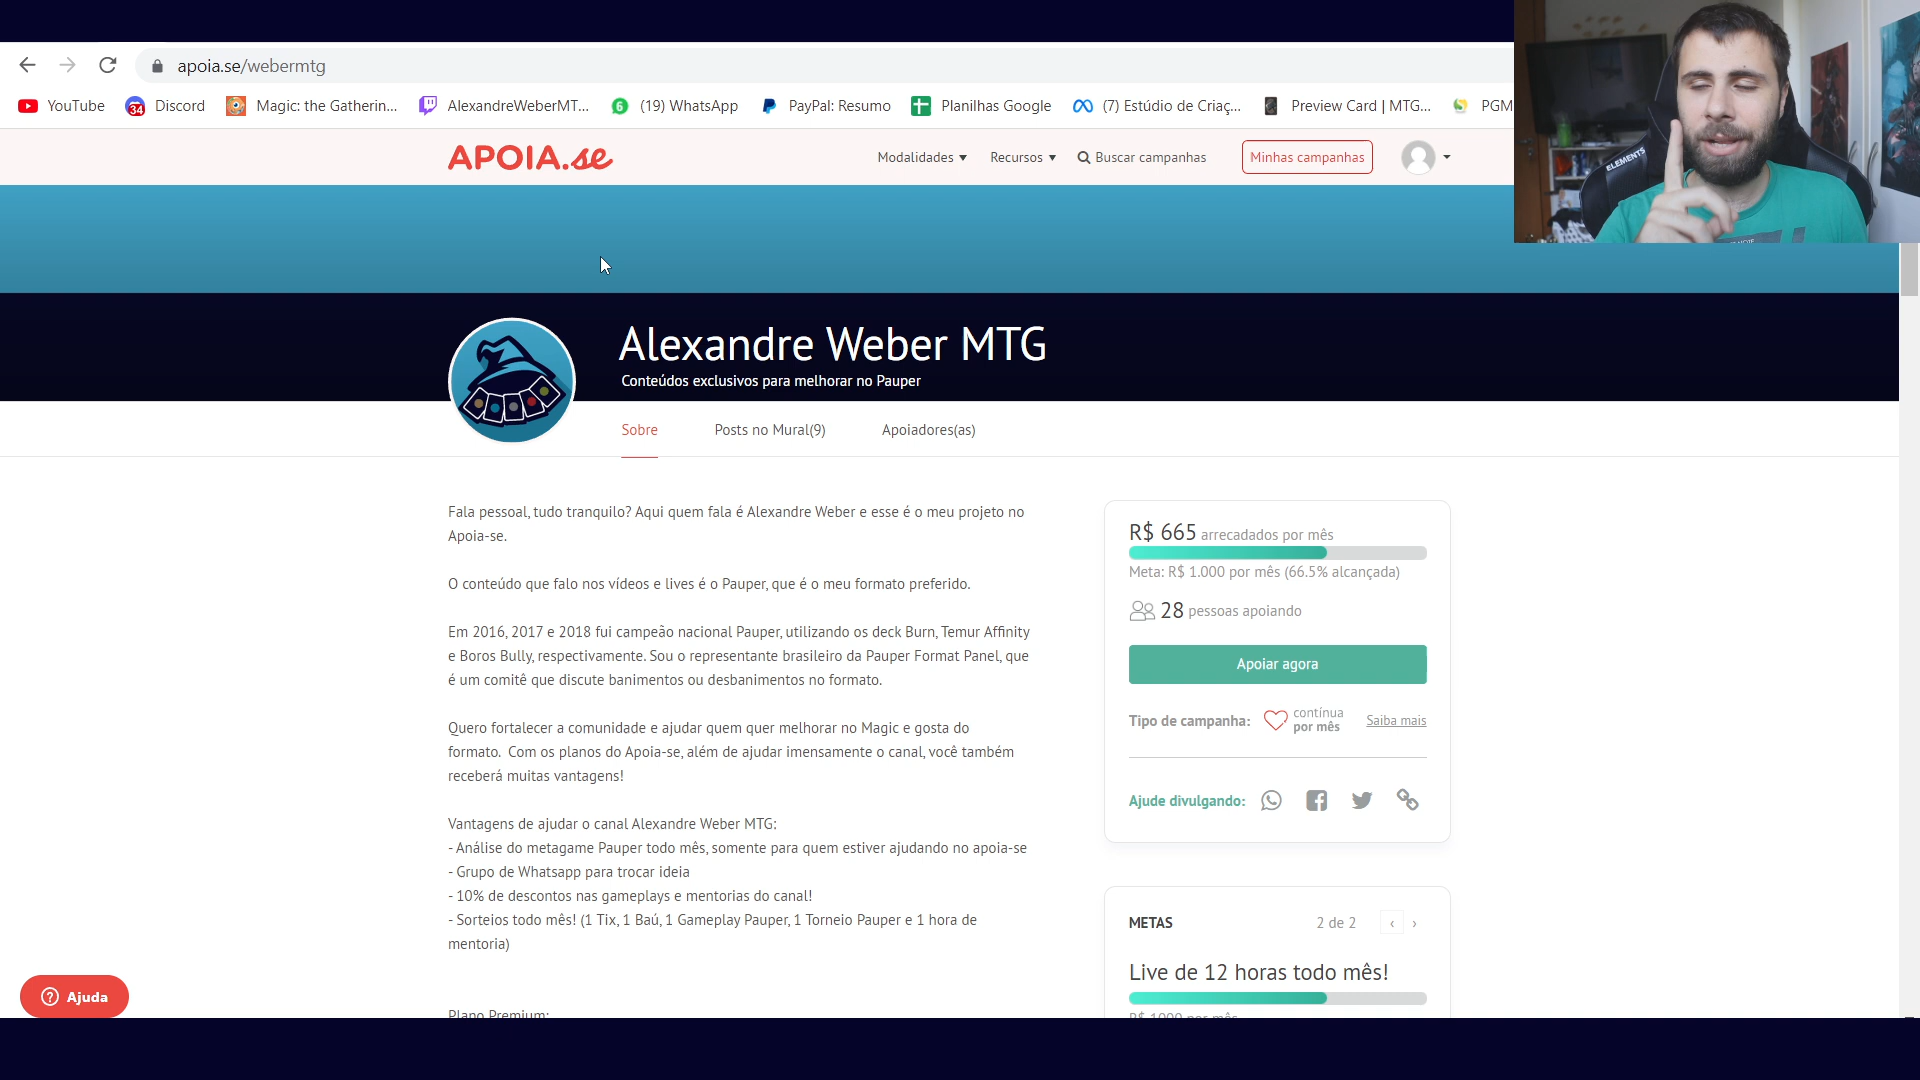 apoia.se/webermtg
YouTube
34
Discord
Magic: the Gatherin...
AlexandreWeberMT...
6
(19) WhatsApp
PayPal: Resumo
Planilhas Google
(7) Estúdio de Criaç...
Preview Card | MTG...
PGM
ELEMENTS
APOIA.se
Modalidades
Recursos
Buscar campanhas
Minhas campanhas
Alexandre Weber MTG
Conteúdos exclusivos para melhorar no Pauper
Sobre
Posts no Mural(9)
Apoiadores(as)
Fala pessoal, tudo tranquilo? Aqui quem fala é Alexandre Weber e esse é o meu projeto no
Apoia-se.
O conteúdo que falo nos vídeos e lives é o Pauper, que é o meu formato preferido.
Em 2016, 2017 e 2018 fui campeão nacional Pauper, utilizando os deck Burn, Temur Affinity
e Boros Bully, respectivamente. Sou o representante brasileiro da Pauper Format Panel, que
é um comitê que discute banimentos ou desbanimentos no formato.
Quero fortalecer a comunidade e ajudar quem quer melhorar no Magic e gosta do
formato.  Com os planos do Apoia-se, além de ajudar imensamente o canal, você também
receberá muitas vantagens!
Vantagens de ajudar o canal Alexandre Weber MTG:
- Análise do metagame Pauper todo mês, somente para quem estiver ajudando no apoia-se
- Grupo de Whatsapp para trocar ideia
- 10% de descontos nas gameplays e mentorias do canal!
- Sorteios todo mês! (1 Tix, 1 Baú, 1 Gameplay Pauper, 1 Torneio Pauper e 1 hora de
mentoria)
Plano Premium:
R$ 665 arrecadados por mês
Meta: R$ 1.000 por mês (66.5% alcançada)
28 pessoas apoiando
Apoiar agora
Tipo de campanha:
contínua
por mês
Saiba mais
Ajude divulgando:
METAS
2 de 2
Live de 12 horas todo mês!
R$ 1000 por mês
Ajuda